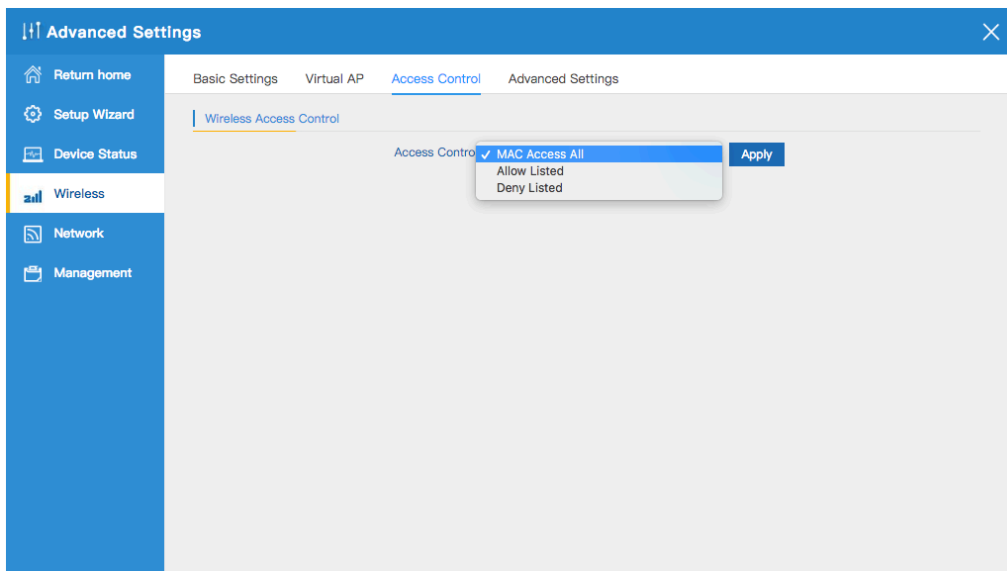 Advanced Settings
Return home
Setup Wizard
Device Status
Wireless
Network
Management
Basic Settings Virtual AP Access Control Advanced Settings
Wireless Access Control
Access Contro ✓ MAC Access All Apply
Allow Listed
Deny Listed